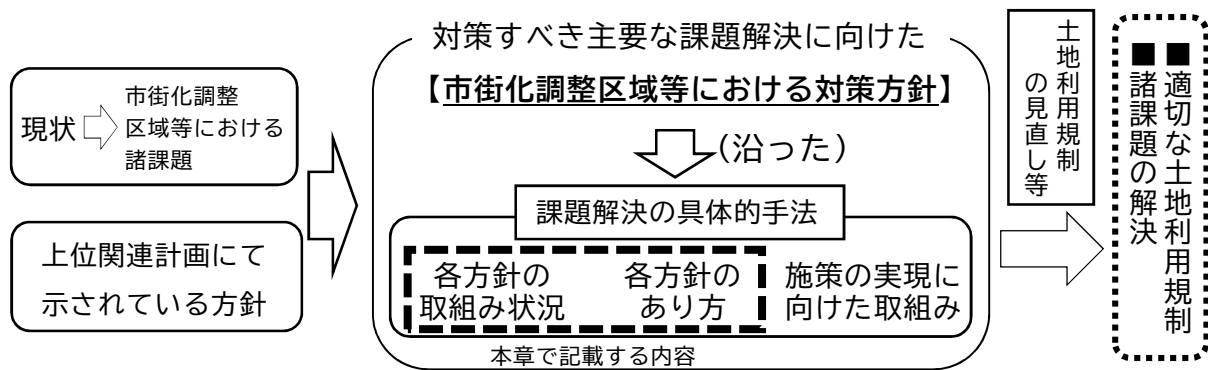 現状
市街化調整
区域等における
諸課題
上位関連計画にて
示されている方針
対策すべき主要な課題解決に向けた
【市街化調整区域等における対策方針】
(沿った)
課題解決の具体的手法
各方針の
取組み状況
各方針の
あり方
施策の実現に
向けた取組み
本章で記載する内容
土地利用規制
の見直し等
■適切な土地利用規制
■諸課題の解決